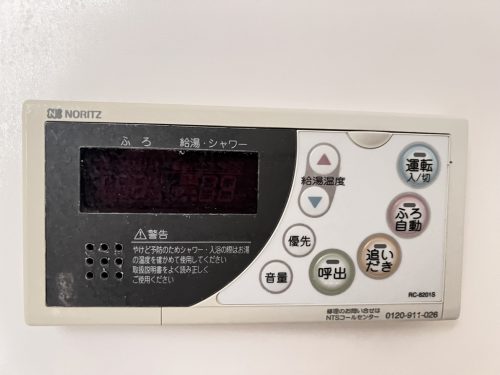 NORITZ
ふろ 給湯・シャワー
運転
入/切
給湯温度
ふろ
自動
⚠警告
やけど予防のためシャワー・入浴の際はお湯
の温度を確かめて使用してください
取扱説明書をよく読み正しく
ご使用ください
優先
追い
だき
音量
呼出
RC-8201S
修理のお問い合せは
NTSコールセンター 0120-911-026